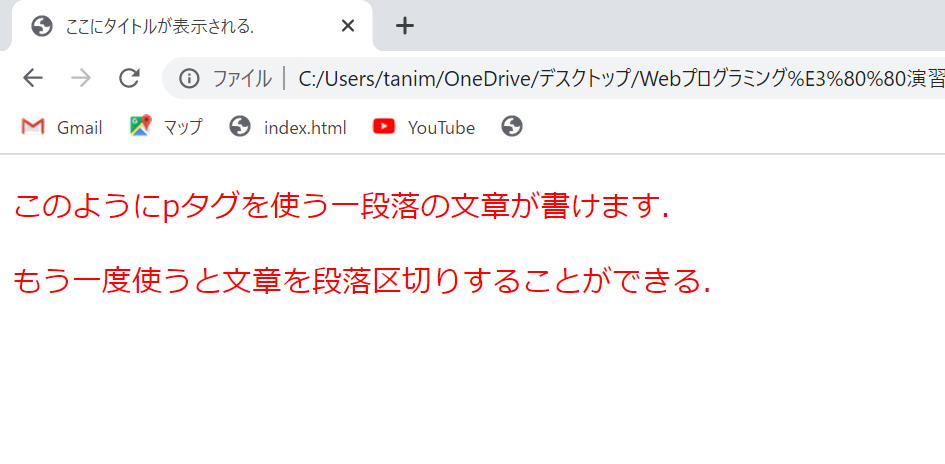 ここにタイトルが表示される.
ファイル | C:/Users/tanim/OneDrive/デスクトップ/Webプログラミング%E3%80%80演習
Gmail マップ index.html YouTube
このようにpタグを使う一段落の文章が書けます.
もう一度使うと文章を段落区切りすることができる.